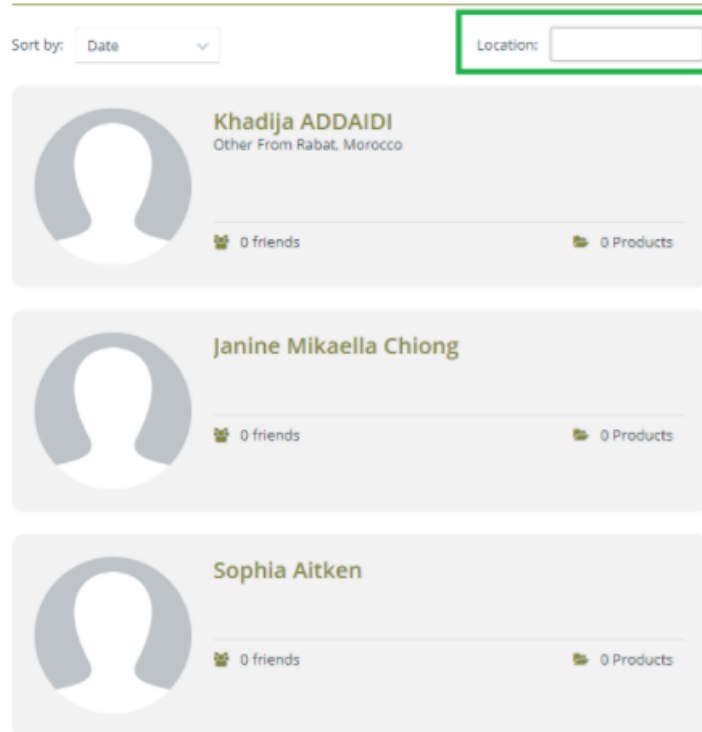 Sort by: Date Location:
Khadija ADDAIDI
Other From Rabat, Morocco
0 friends 0 Products
Janine Mikaella Chiong
0 friends 0 Products
Sophia Aitken
0 friends 0 Products